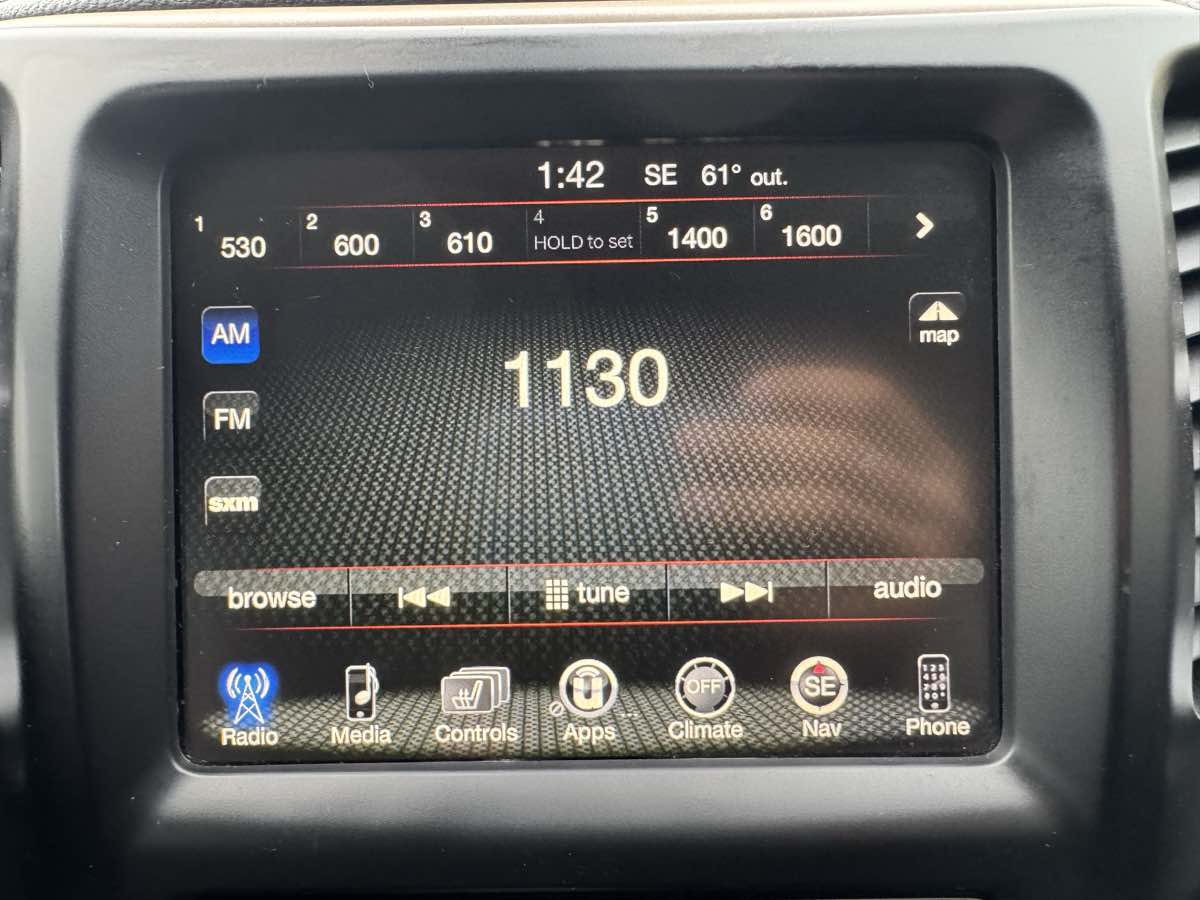 1:42 SE 61° out.
1 530 2 600 3 610 4 HOLD to set 5 1400 6 1600
map
AM
1130
FM
sxm
browse tune audio
OFF SE
Radio Media Controls Apps Climate Nav Phone